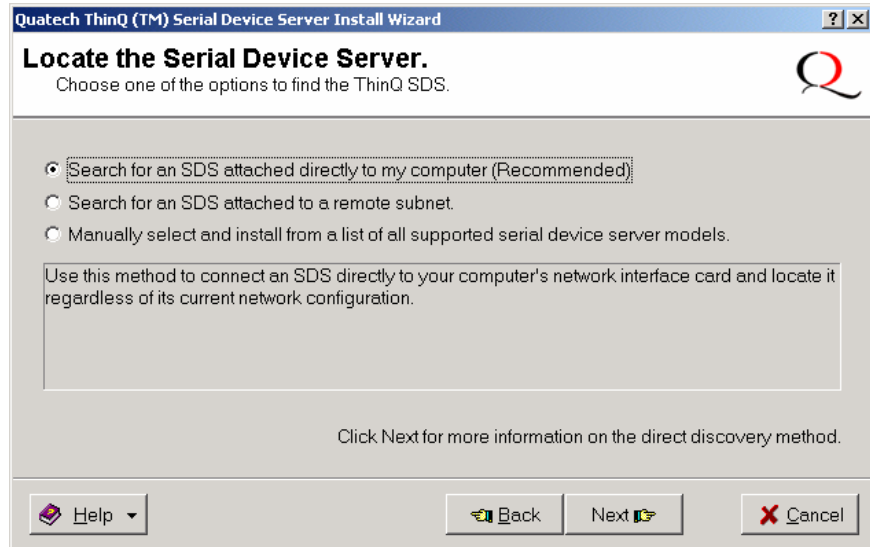 Quatech ThinQ (TM) Serial Device Server Install Wizard
Locate the Serial Device Server.
Choose one of the options to find the ThinQ SDS.
Search for an SDS attached directly to my computer (Recommended)
Search for an SDS attached to a remote subnet.
Manually select and install from a list of all supported serial device server models.
Use this method to connect an SDS directly to your computer's network interface card and locate it
regardless of its current network configuration.
Click Next for more information on the direct discovery method.
Help Back Next Cancel